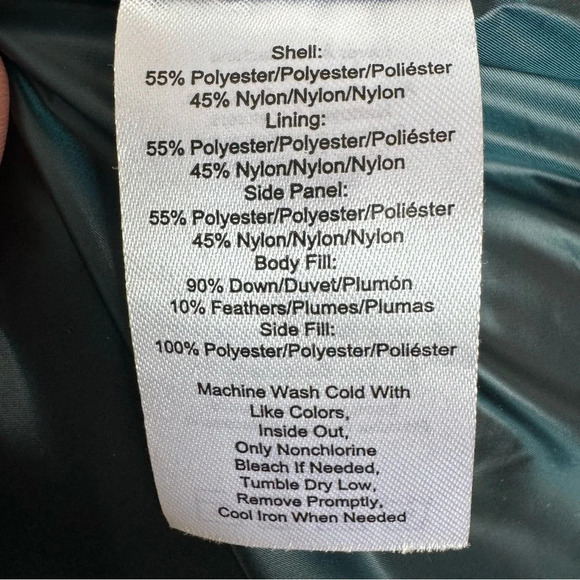 Shell:
55% Polyester/Polyester/Poliéster
45% Nylon/Nylon/Nylon
Lining:
55% Polyester/Polyester/Poliéster
45% Nylon/Nylon/Nylon
Side Panel:
55% Polyester/Polyester/Poliéster
45% Nylon/Nylon/Nylon
Body Fill:
90% Down/Duvet/Plumón
10% Feathers/Plumes/Plumas
Side Fill:
100% Polyester/Polyester/Poliéster
Machine Wash Cold With
Like Colors,
Inside Out,
Only Nonchlorine
Bleach If Needed,
Tumble Dry Low,
Remove Promptly,
Cool Iron When Needed